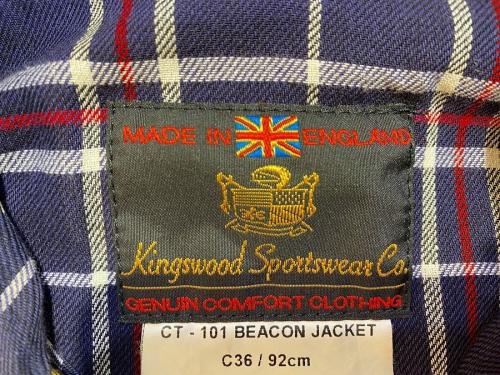 MADE IN ENGLAND
Kingswood Sportswear Co.
GENUIN COMFORT CLOTHING
CT - 101 BEACON JACKET
C36 / 92cm